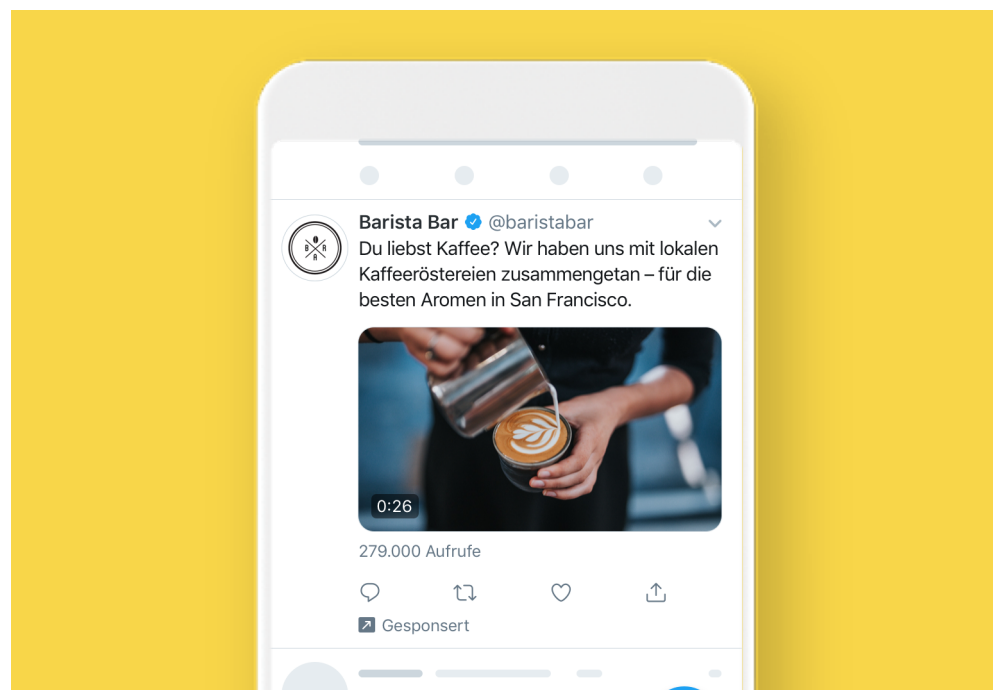 Barista Bar @baristabar
B A R R
Du liebst Kaffee? Wir haben uns mit lokalen
Kaffeeröstereien zusammengetan – für die
besten Aromen in San Francisco.
0:26
279.000 Aufrufe
Gesponsert